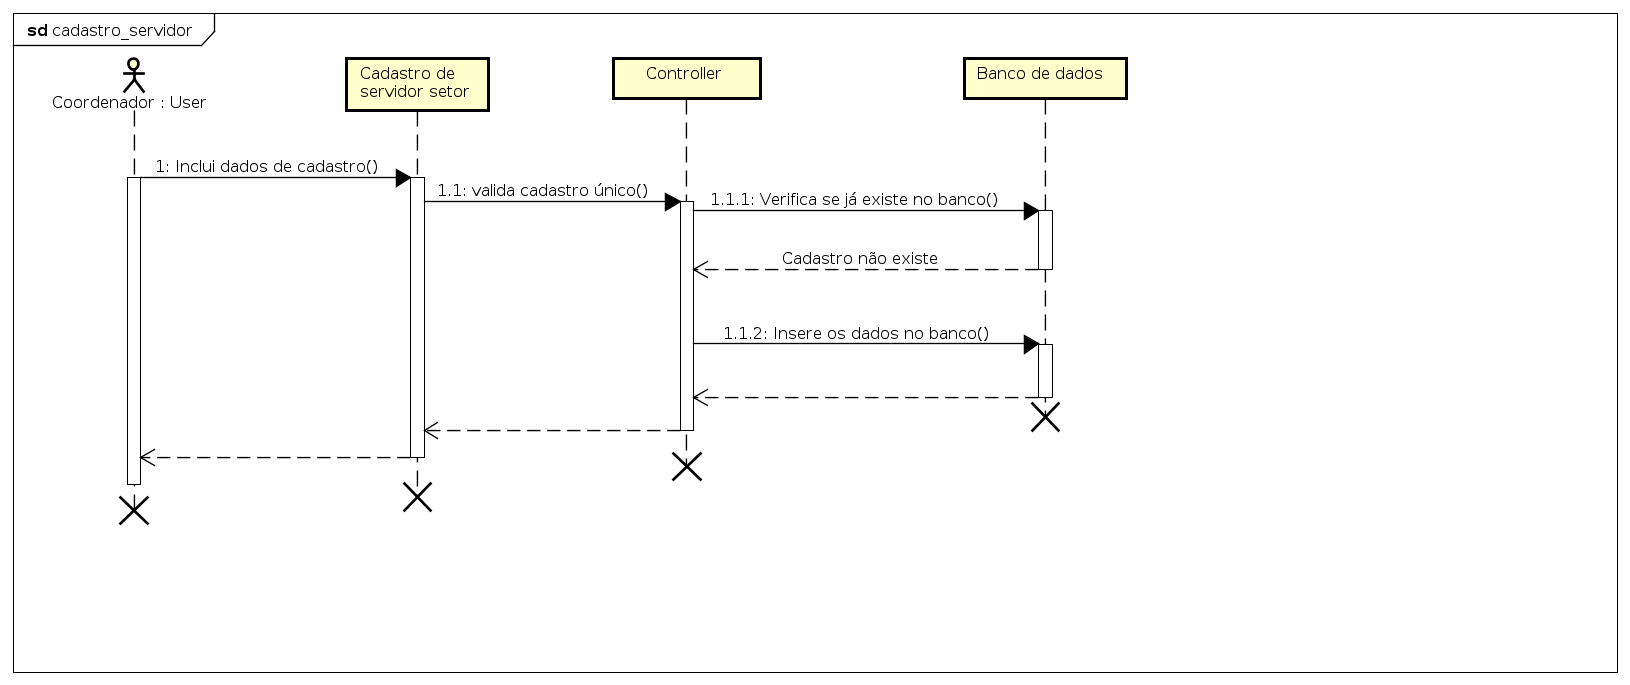 sd cadastro_servidor
Coordenador : User
Cadastro de
servidor setor
Controller
Banco de dados
1: Inclui dados de cadastro()
1.1: valida cadastro único()
1.1.1: Verifica se já existe no banco()
Cadastro não existe
1.1.2: Insere os dados no banco()